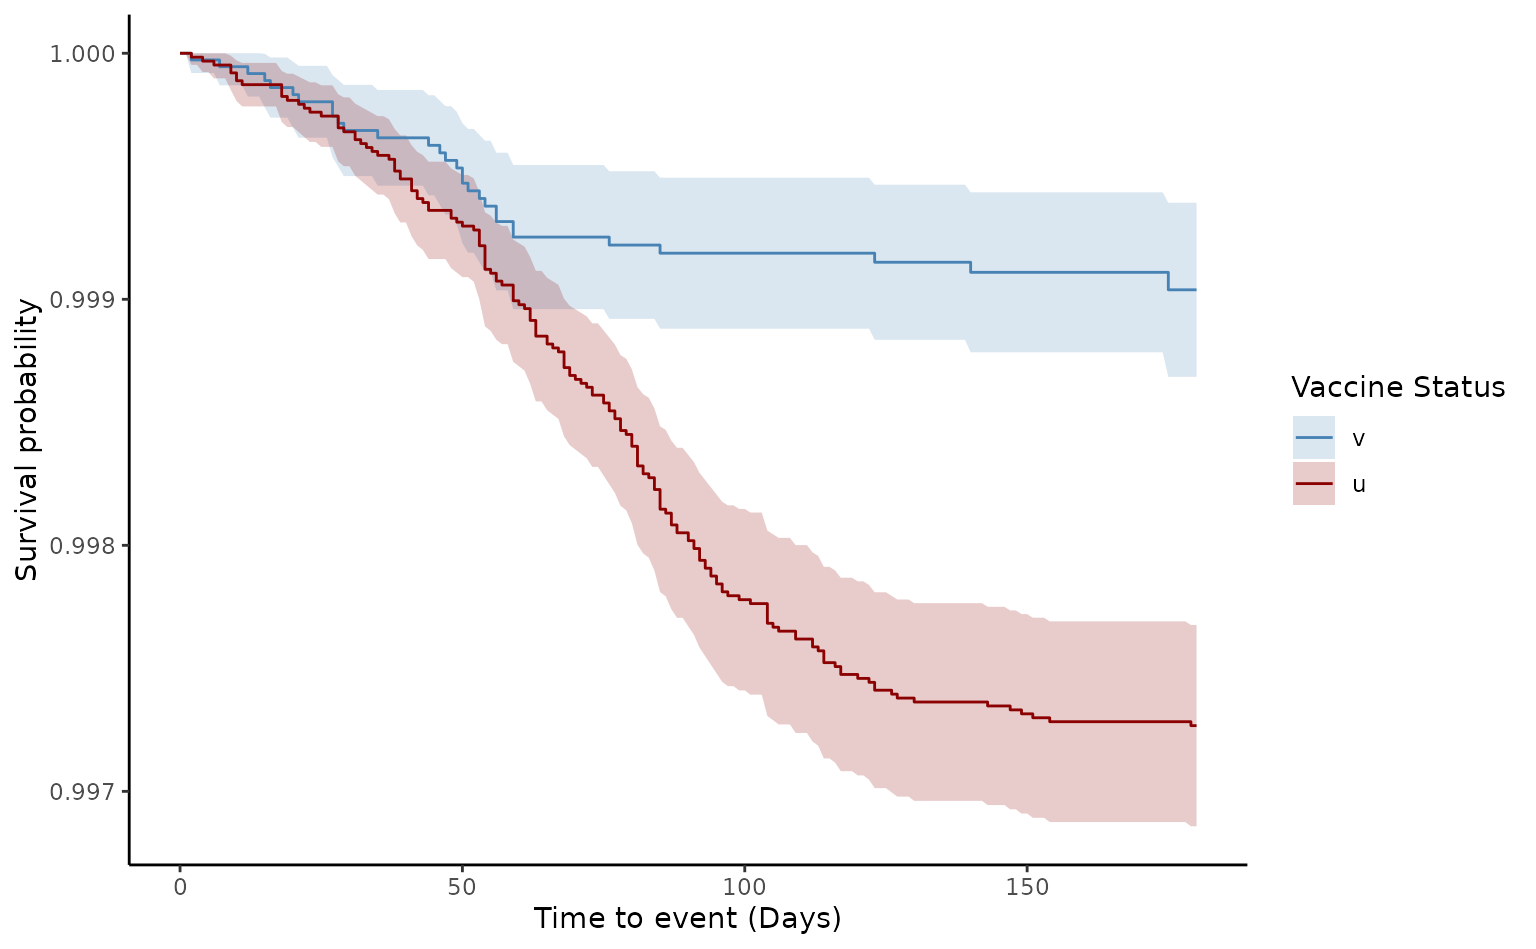 Survival probability
1.000
0.999
0.998
0.997
0
50
100
150
Time to event (Days)
Vaccine Status
v
u